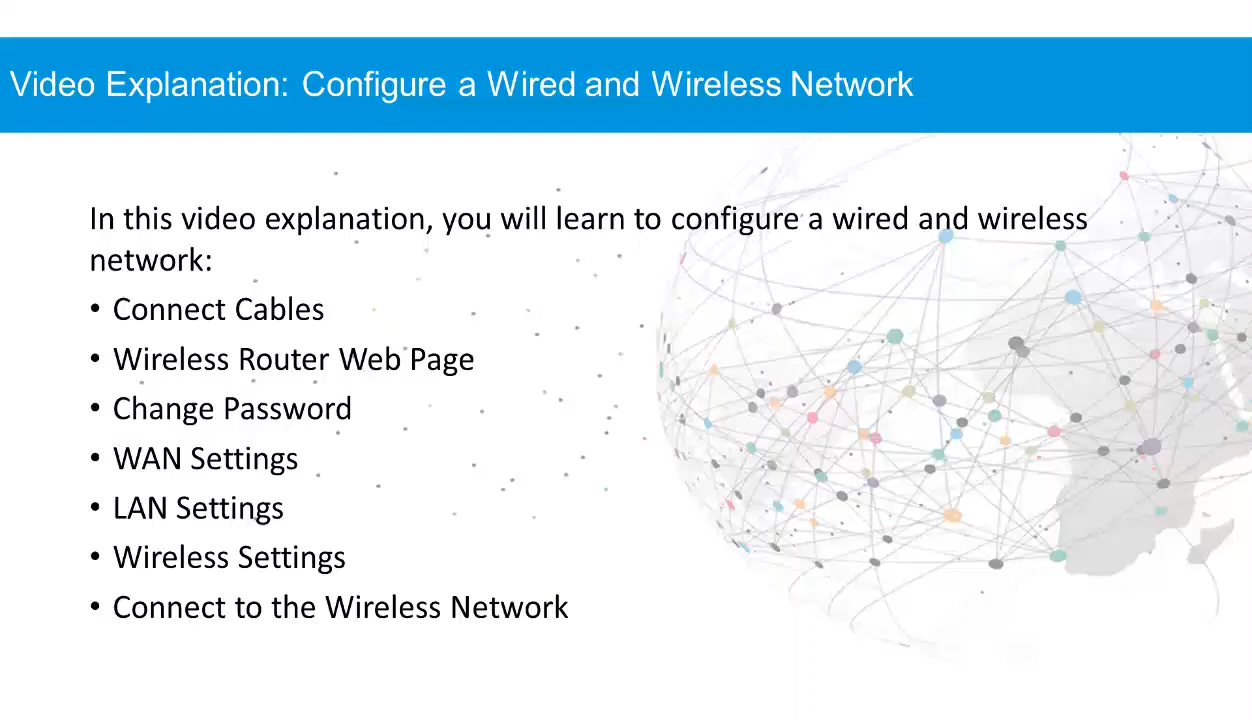 Video Explanation: Configure a Wired and Wireless Network
In this video explanation, you will learn to configure a wired and wireless
network:
• Connect Cables
• Wireless Router Web Page
• Change Password
• WAN Settings
• LAN Settings
• Wireless Settings
• Connect to the Wireless Network